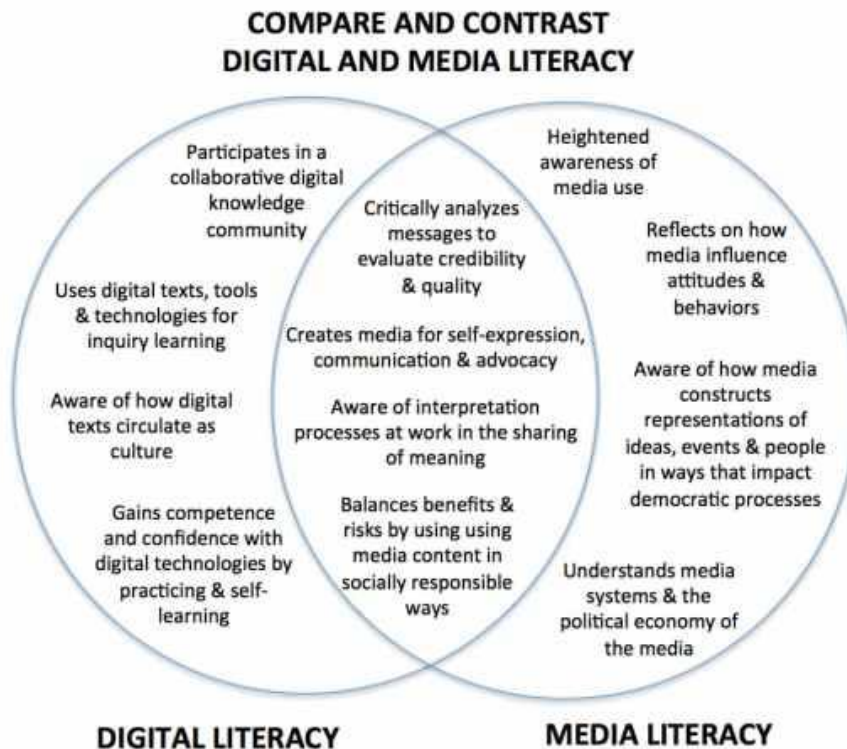 COMPARE AND CONTRAST
DIGITAL AND MEDIA LITERACY
Participates in a
collaborative digital
knowledge
community
Uses digital texts, tools
& technologies for
inquiry learning
Aware of how digital
texts circulate as
culture
Gains competence
and confidence with
digital technologies by
practicing & self-
learning
Critically analyzes
messages to
evaluate credibility
& quality
Creates media for self-expression,
communication & advocacy
Aware of interpretation
processes at work in the sharing
of meaning
Balances benefits &
risks by using using
media content in
socially responsible
ways
Heightened
awareness of
media use
Reflects on how
media influence
attitudes &
behaviors
Aware of how media
constructs
representations of
ideas, events & people
in ways that impact
democratic processes
Understands media
systems & the
political economy of
the media
DIGITAL LITERACY
MEDIA LITERACY